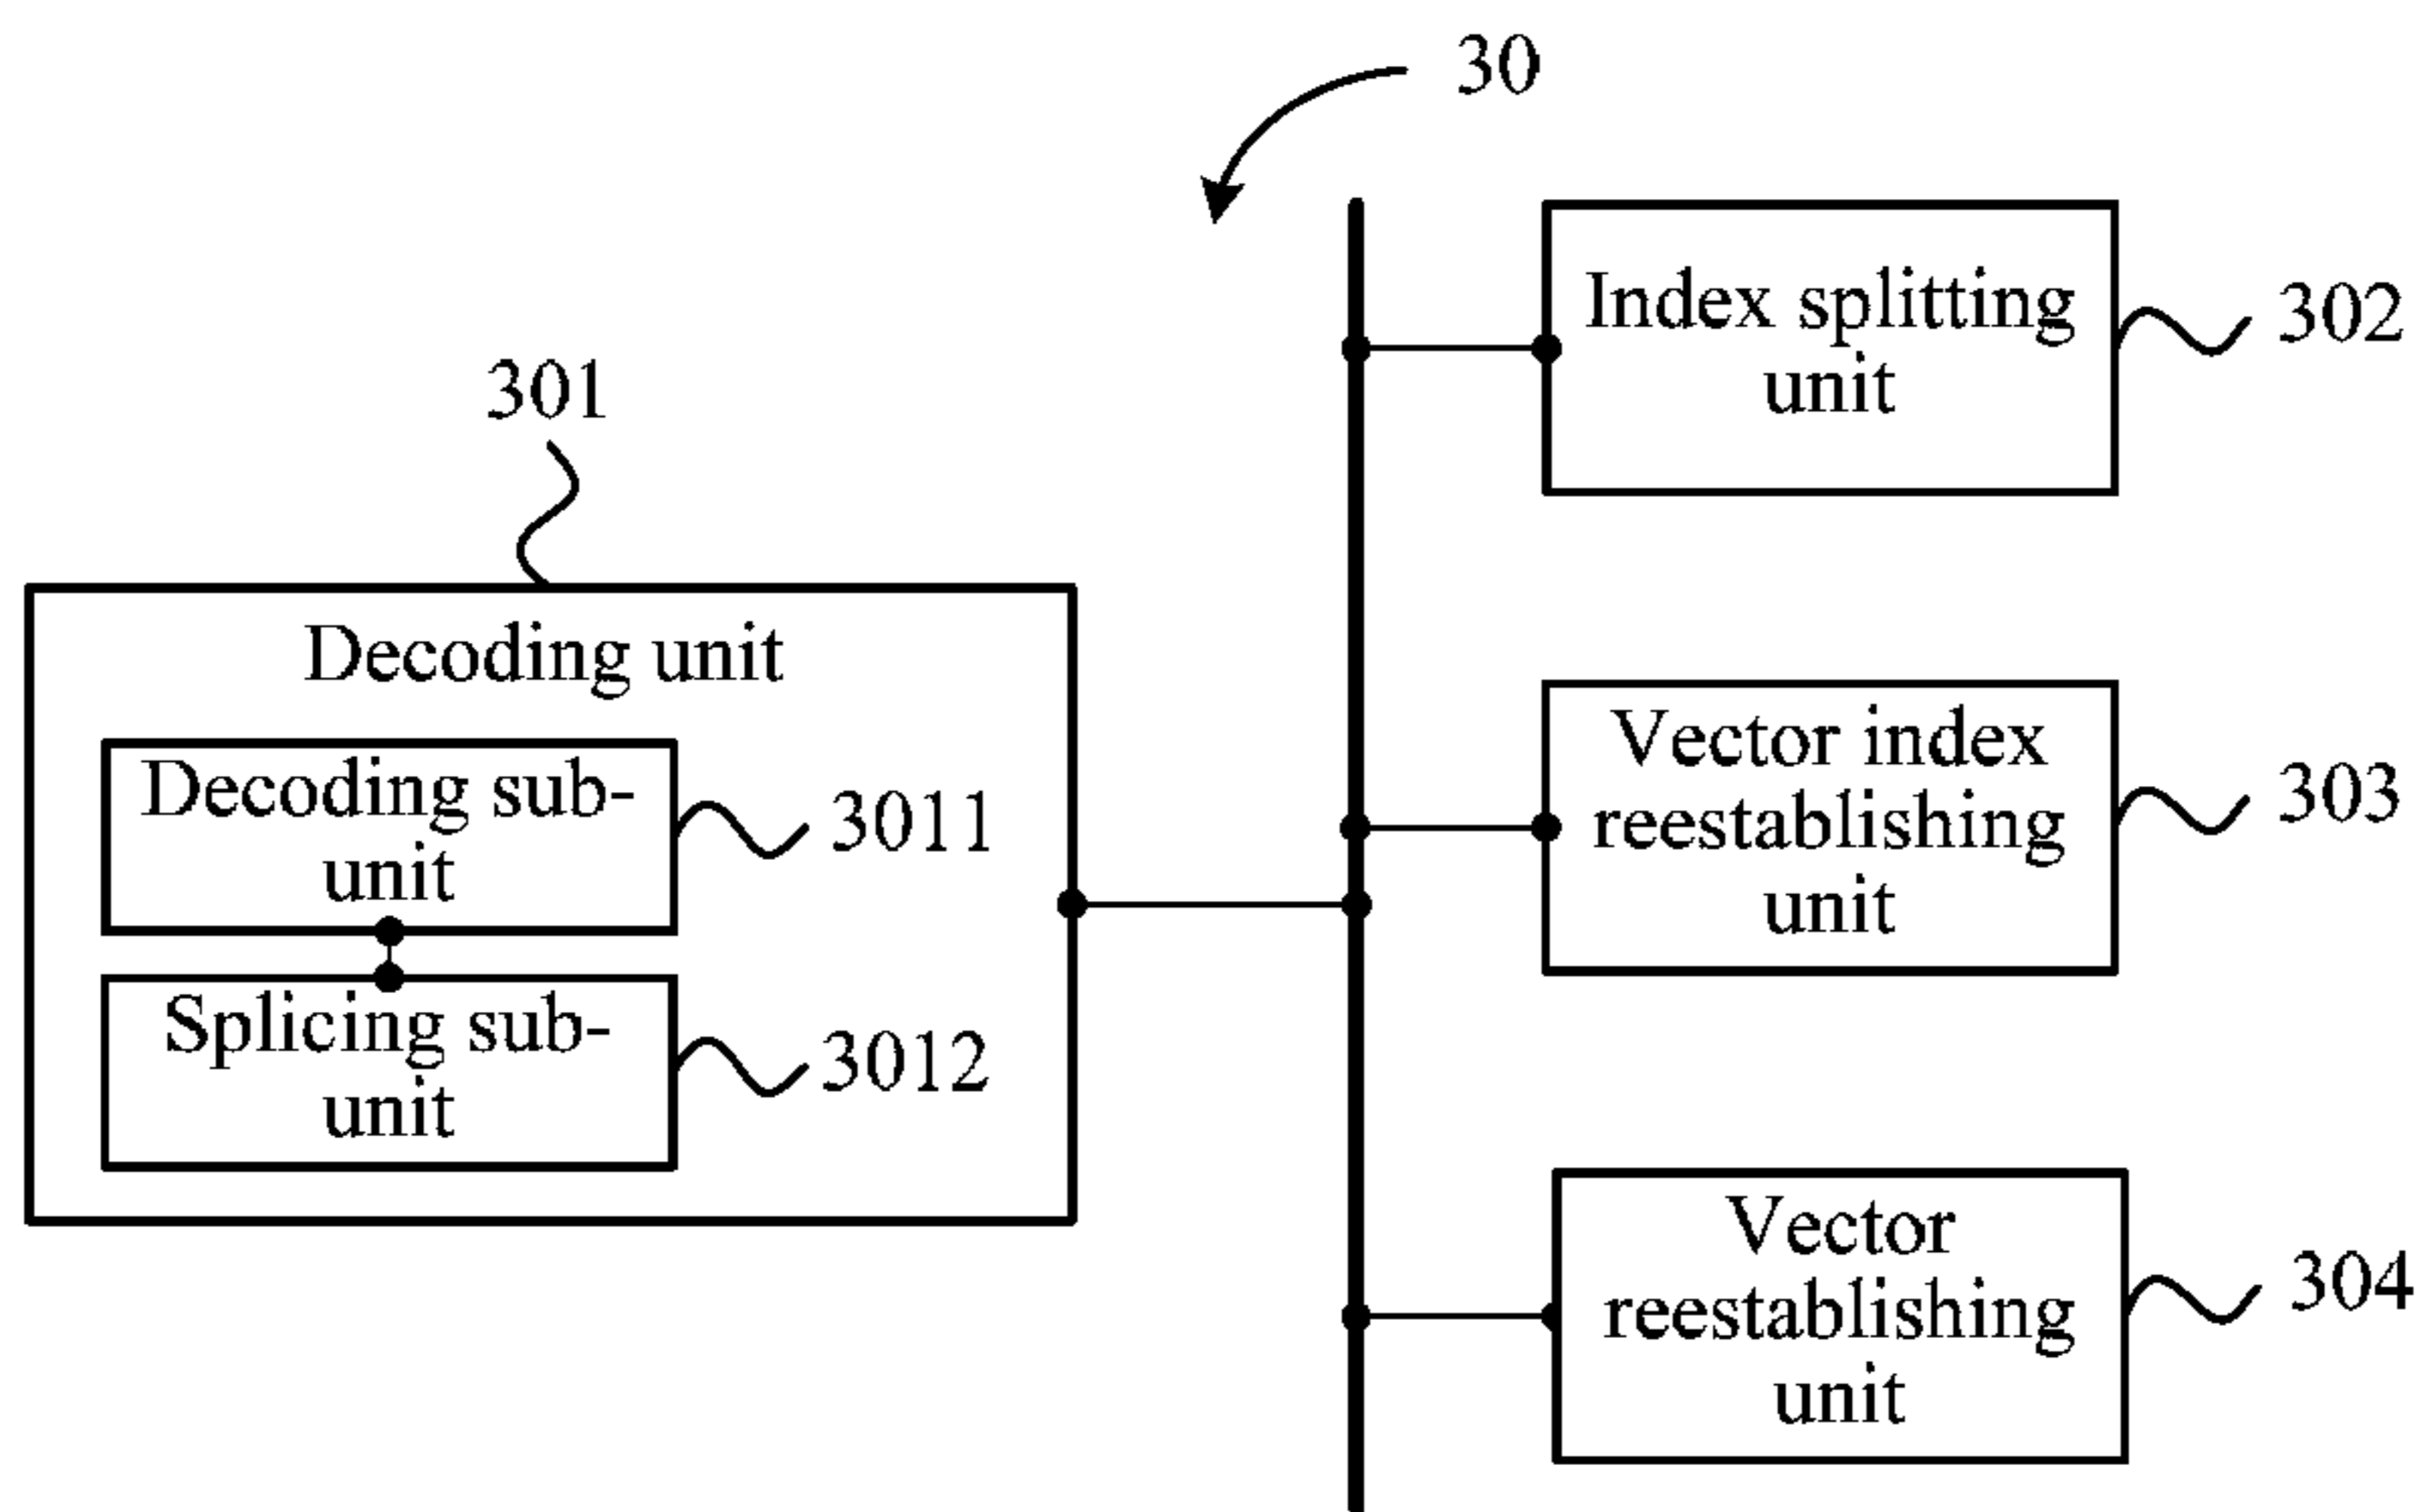 30
Index splitting
unit
302
301
Decoding unit
Decoding sub-
unit
3011
Splicing sub-
unit
3012
Vector index
reestablishing
unit
303
Vector
reestablishing
unit
304